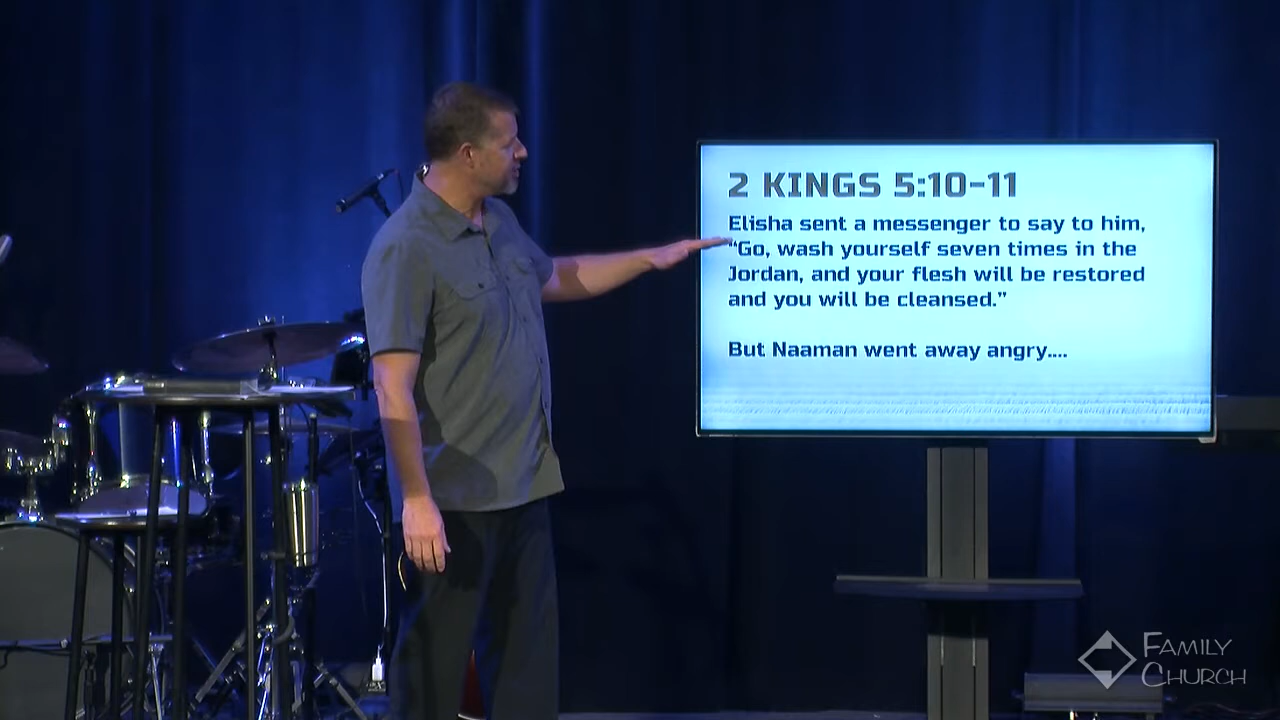 2 KINGS 5:10-11
Elisha sent a messenger to say to him,
“Go, wash yourself seven times in the
Jordan, and your flesh will be restored
and you will be cleansed.”
But Naaman went away angry....
FAMILY
CHURCH